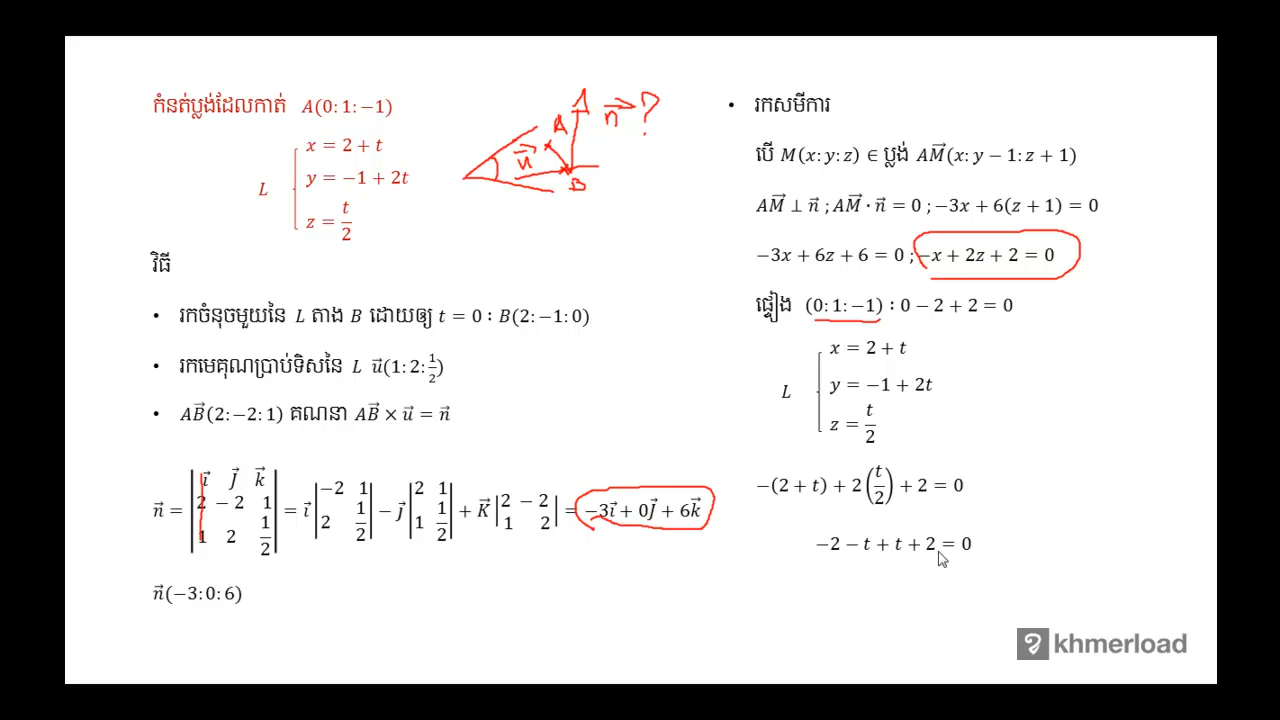 កំនត់ប្លង់ដែលកាត់ A(0:1:−1)
L
x = 2 + t
y = −1 + 2t
z = t/2
A n⃗ ?
A
u⃗
B
វិធី
• រកចំនុចមួយនៃ L តាង B ដោយឲ្យ t = 0 : B(2:−1:0)
• រកមេគុណប្រាប់ទិសនៃ L u⃗(1:2:1/2)
• AB⃗(2:−2:1) គណនា AB⃗ × u⃗ = n⃗
n⃗ = |i⃗ j⃗ k⃗; 2 −2 1; 1 2 1/2| = i⃗ |−2 1; 2 1/2| − j⃗ |2 1; 1 1/2| + K⃗ |2 −2; 1 2| = −3i⃗ + 0j⃗ + 6k⃗
n⃗(−3:0:6)
• រកសមីការ
បើ M(x:y:z) ∈ ប្លង់ AM⃗(x:y − 1:z + 1)
AM⃗ ⊥ n⃗ ; AM⃗ · n⃗ = 0 ; −3x + 6(z + 1) = 0
−3x + 6z + 6 = 0 ; −x + 2z + 2 = 0
ផ្ទៀង (0:1:−1) : 0 − 2 + 2 = 0
L
x = 2 + t
y = −1 + 2t
z = t/2
−(2 + t) + 2(t/2) + 2 = 0
−2 − t + t + 2 = 0
khmerload